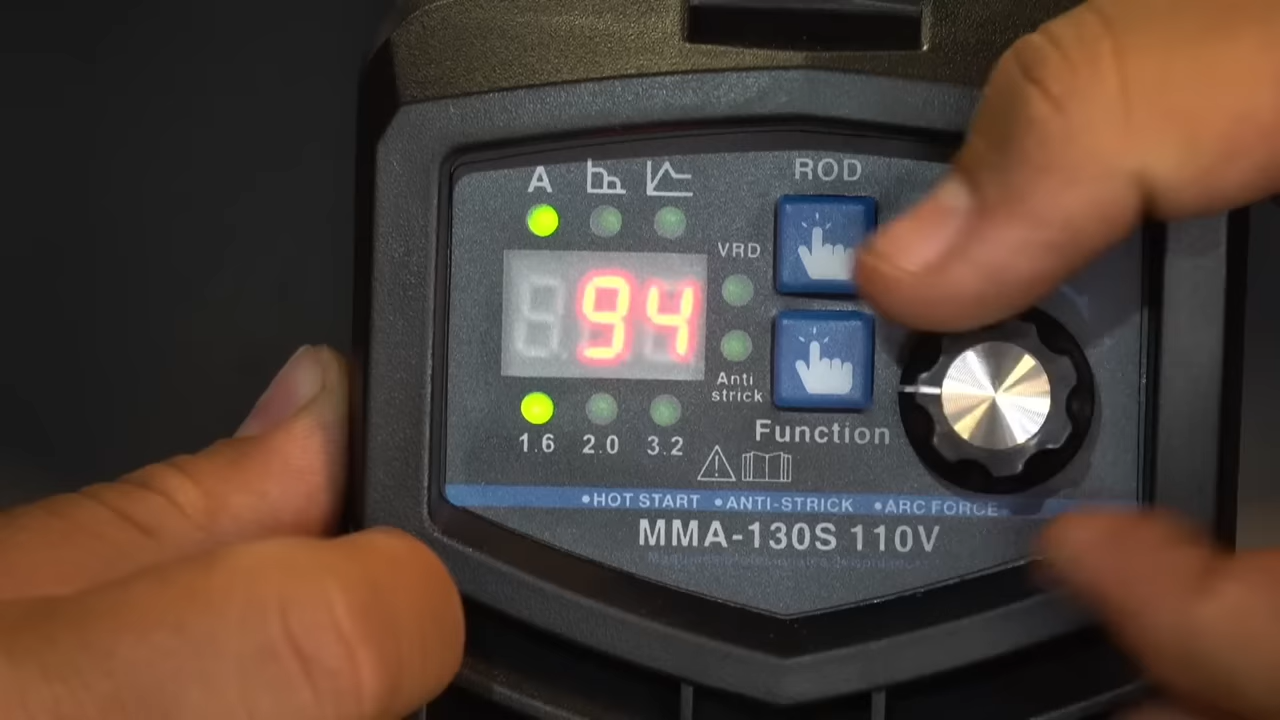 A
ROD
VRD
94
Anti
strick
1.6 2.0 3.2
Function
•HOT START •ANTI-STRICK •ARC FORCE
MMA-130S 110V